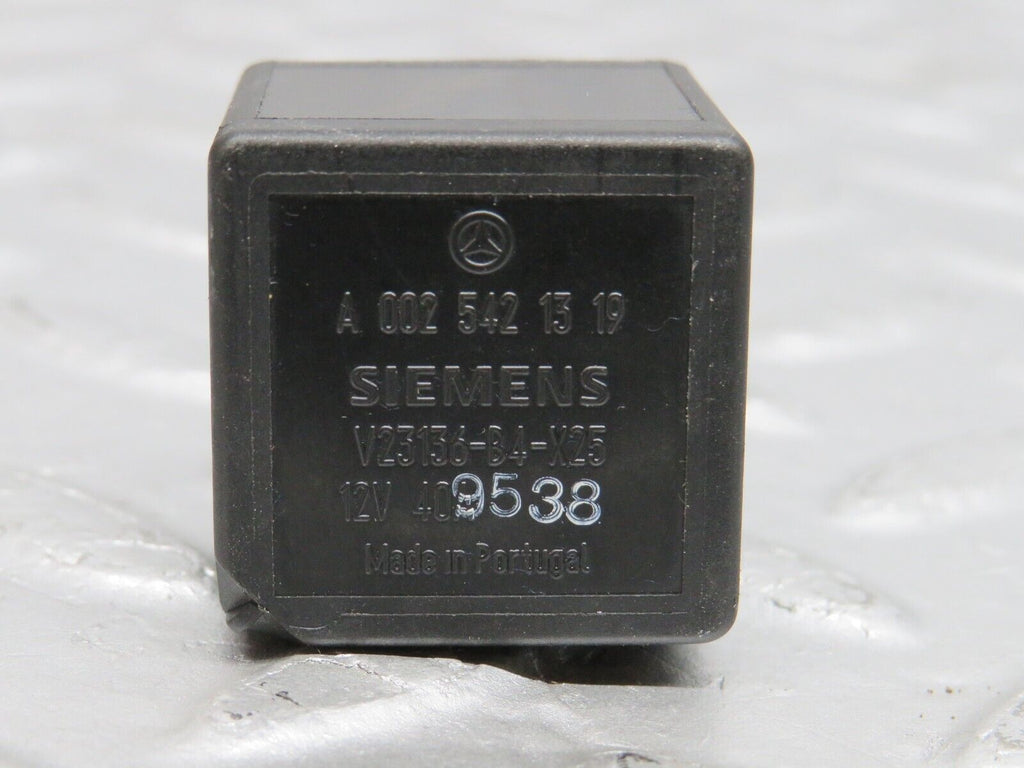 A 002 542 13 19
SIEMENS
V23136-B4-X25
12V 40A 9538
Made in Portugal